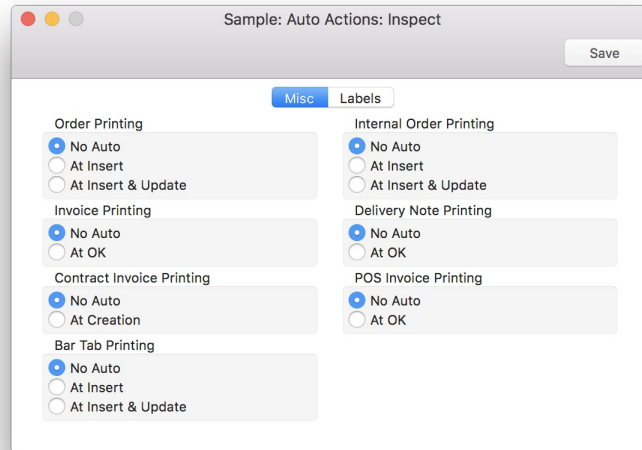 Sample: Auto Actions: Inspect
Save
Misc
Labels
Order Printing
No Auto
At Insert
At Insert & Update
Internal Order Printing
No Auto
At Insert
At Insert & Update
Invoice Printing
No Auto
At OK
Delivery Note Printing
No Auto
At OK
Contract Invoice Printing
No Auto
At Creation
POS Invoice Printing
No Auto
At OK
Bar Tab Printing
No Auto
At Insert
At Insert & Update